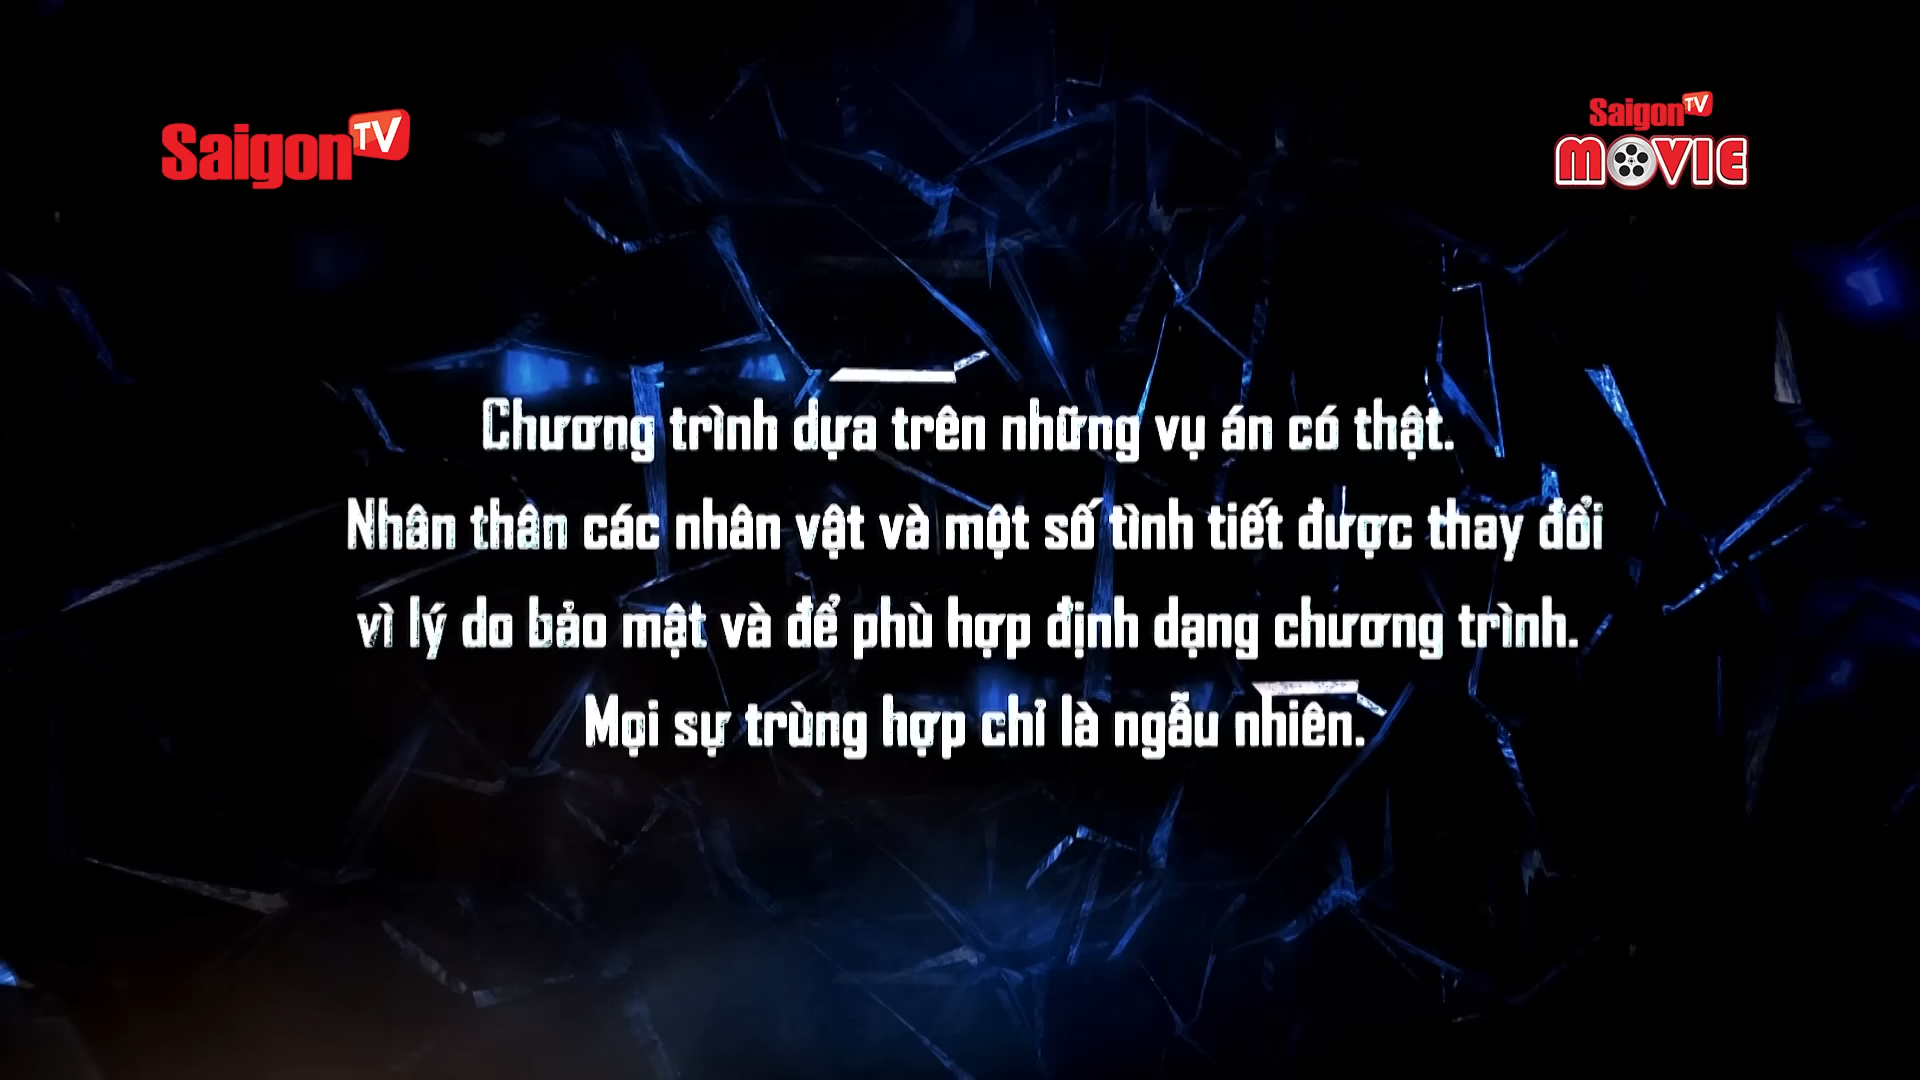 Saigon TV
Saigon TV
MOVIE
Chương trình dựa trên những vụ án có thật.
Nhân thân các nhân vật và một số tình tiết được thay đổi
vì lý do bảo mật và để phù hợp định dạng chương trình.
Mọi sự trùng hợp chỉ là ngẫu nhiên.